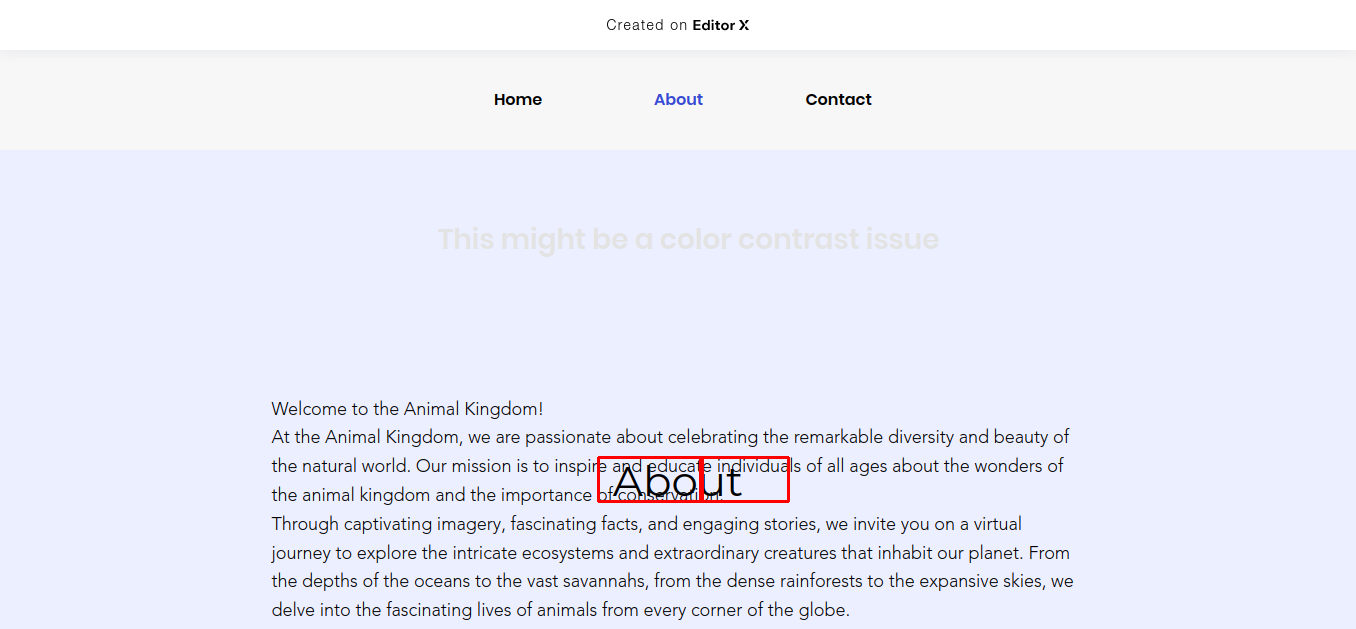 Created on Editor X
Home About Contact
This might be a color contrast issue
Welcome to the Animal Kingdom!
At the Animal Kingdom, we are passionate about celebrating the remarkable diversity and beauty of
the natural world. Our mission is to inspire and educate individuals of all ages about the wonders of
About
the animal kingdom and the importance of conservation.
Through captivating imagery, fascinating facts, and engaging stories, we invite you on a virtual
journey to explore the intricate ecosystems and extraordinary creatures that inhabit our planet. From
the depths of the oceans to the vast savannahs, from the dense rainforests to the expansive skies, we
delve into the fascinating lives of animals from every corner of the globe.